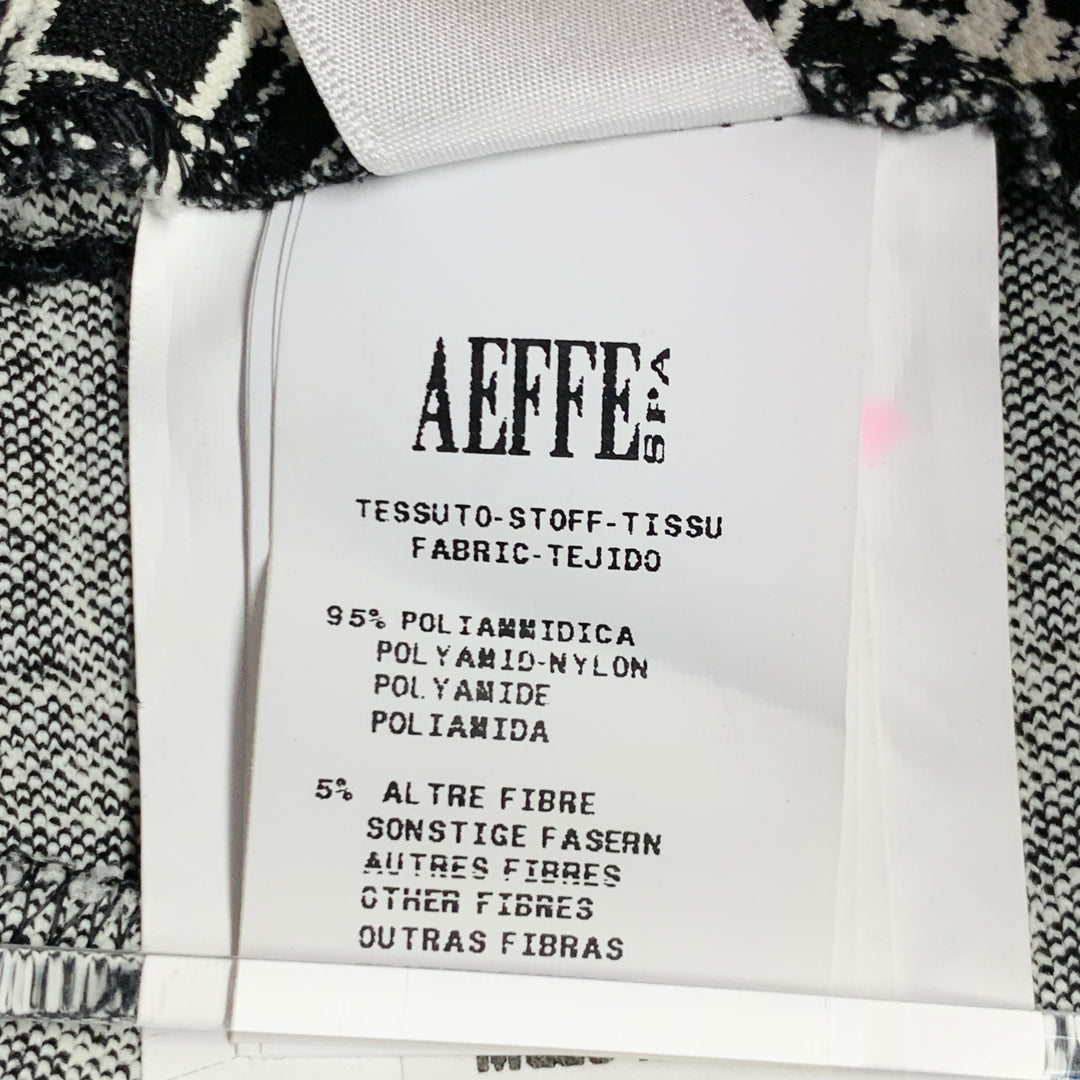 AEFFE SPA
TESSUTO-STOFF-TISSU
FABRIC-TEJIDO
95% POLIAMMIDICA
POLYAMID-NYLON
POLYAMIDE
POLIAMIDA
5% ALTRE FIBRE
SONSTIGE FASERN
AUTRES FIBRES
OTHER FIBRES
OUTRAS FIBRAS